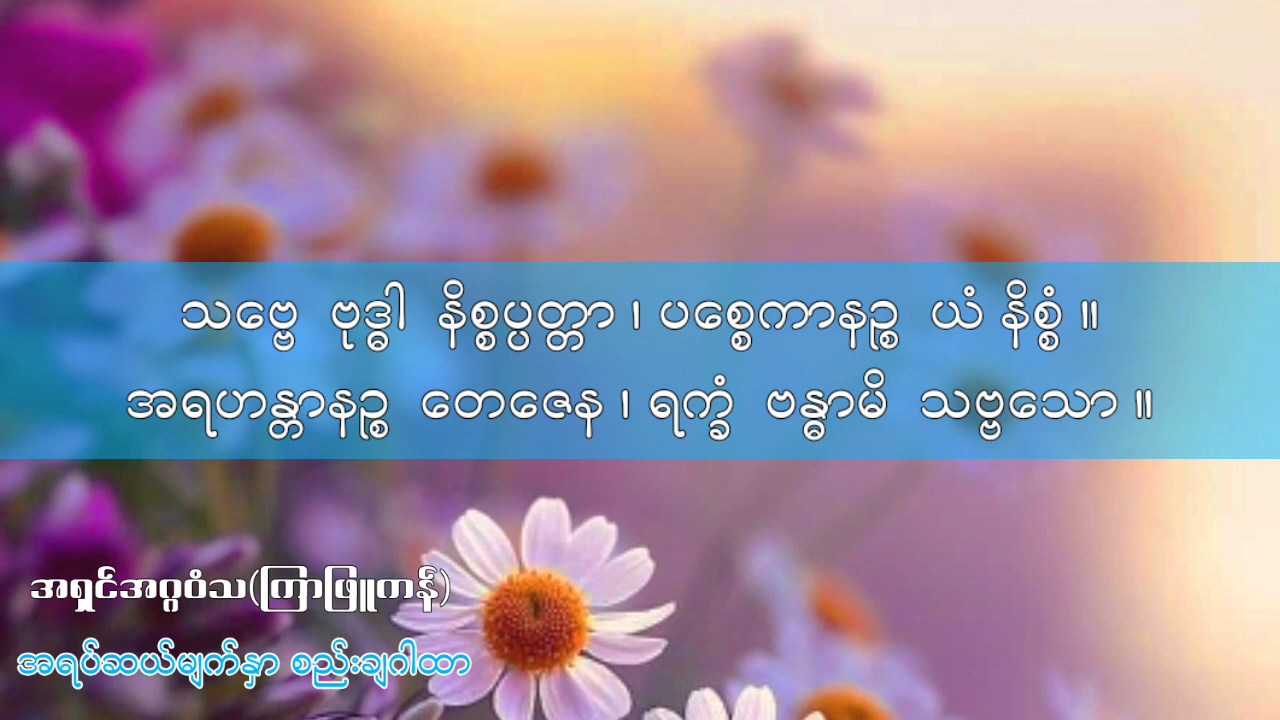 သဗ္ဗေ ဗုဒ္ဓါ နိစ္စပ္ပတ္တာ ၊ ပစ္စေကာနဉ္စ ယံ နိစ္စံ ။
အရဟန္တာနဉ္စ တေဇေန ၊ ရက္ခံ ဗန္ဓာမိ သဗ္ဗသော ။
အရှင်အဂ္ဂဝံသ(ကြာဖြူကန်)
အရပ်ဆယ်မျက်နှာ စည်းချဂါထာ